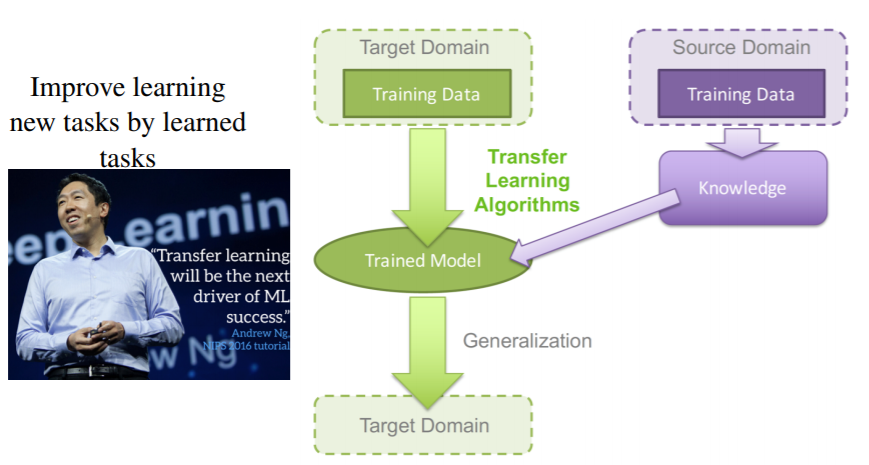 Improve learning
new tasks by learned
tasks
eep Learnin
"Transfer learning
will be the next
driver of ML
success."
Andrew Ng,
NIPS 2016 tutorial
w Ng
Target Domain
Training Data
Source Domain
Training Data
Transfer
Learning
Algorithms
Knowledge
Trained Model
Generalization
Target Domain